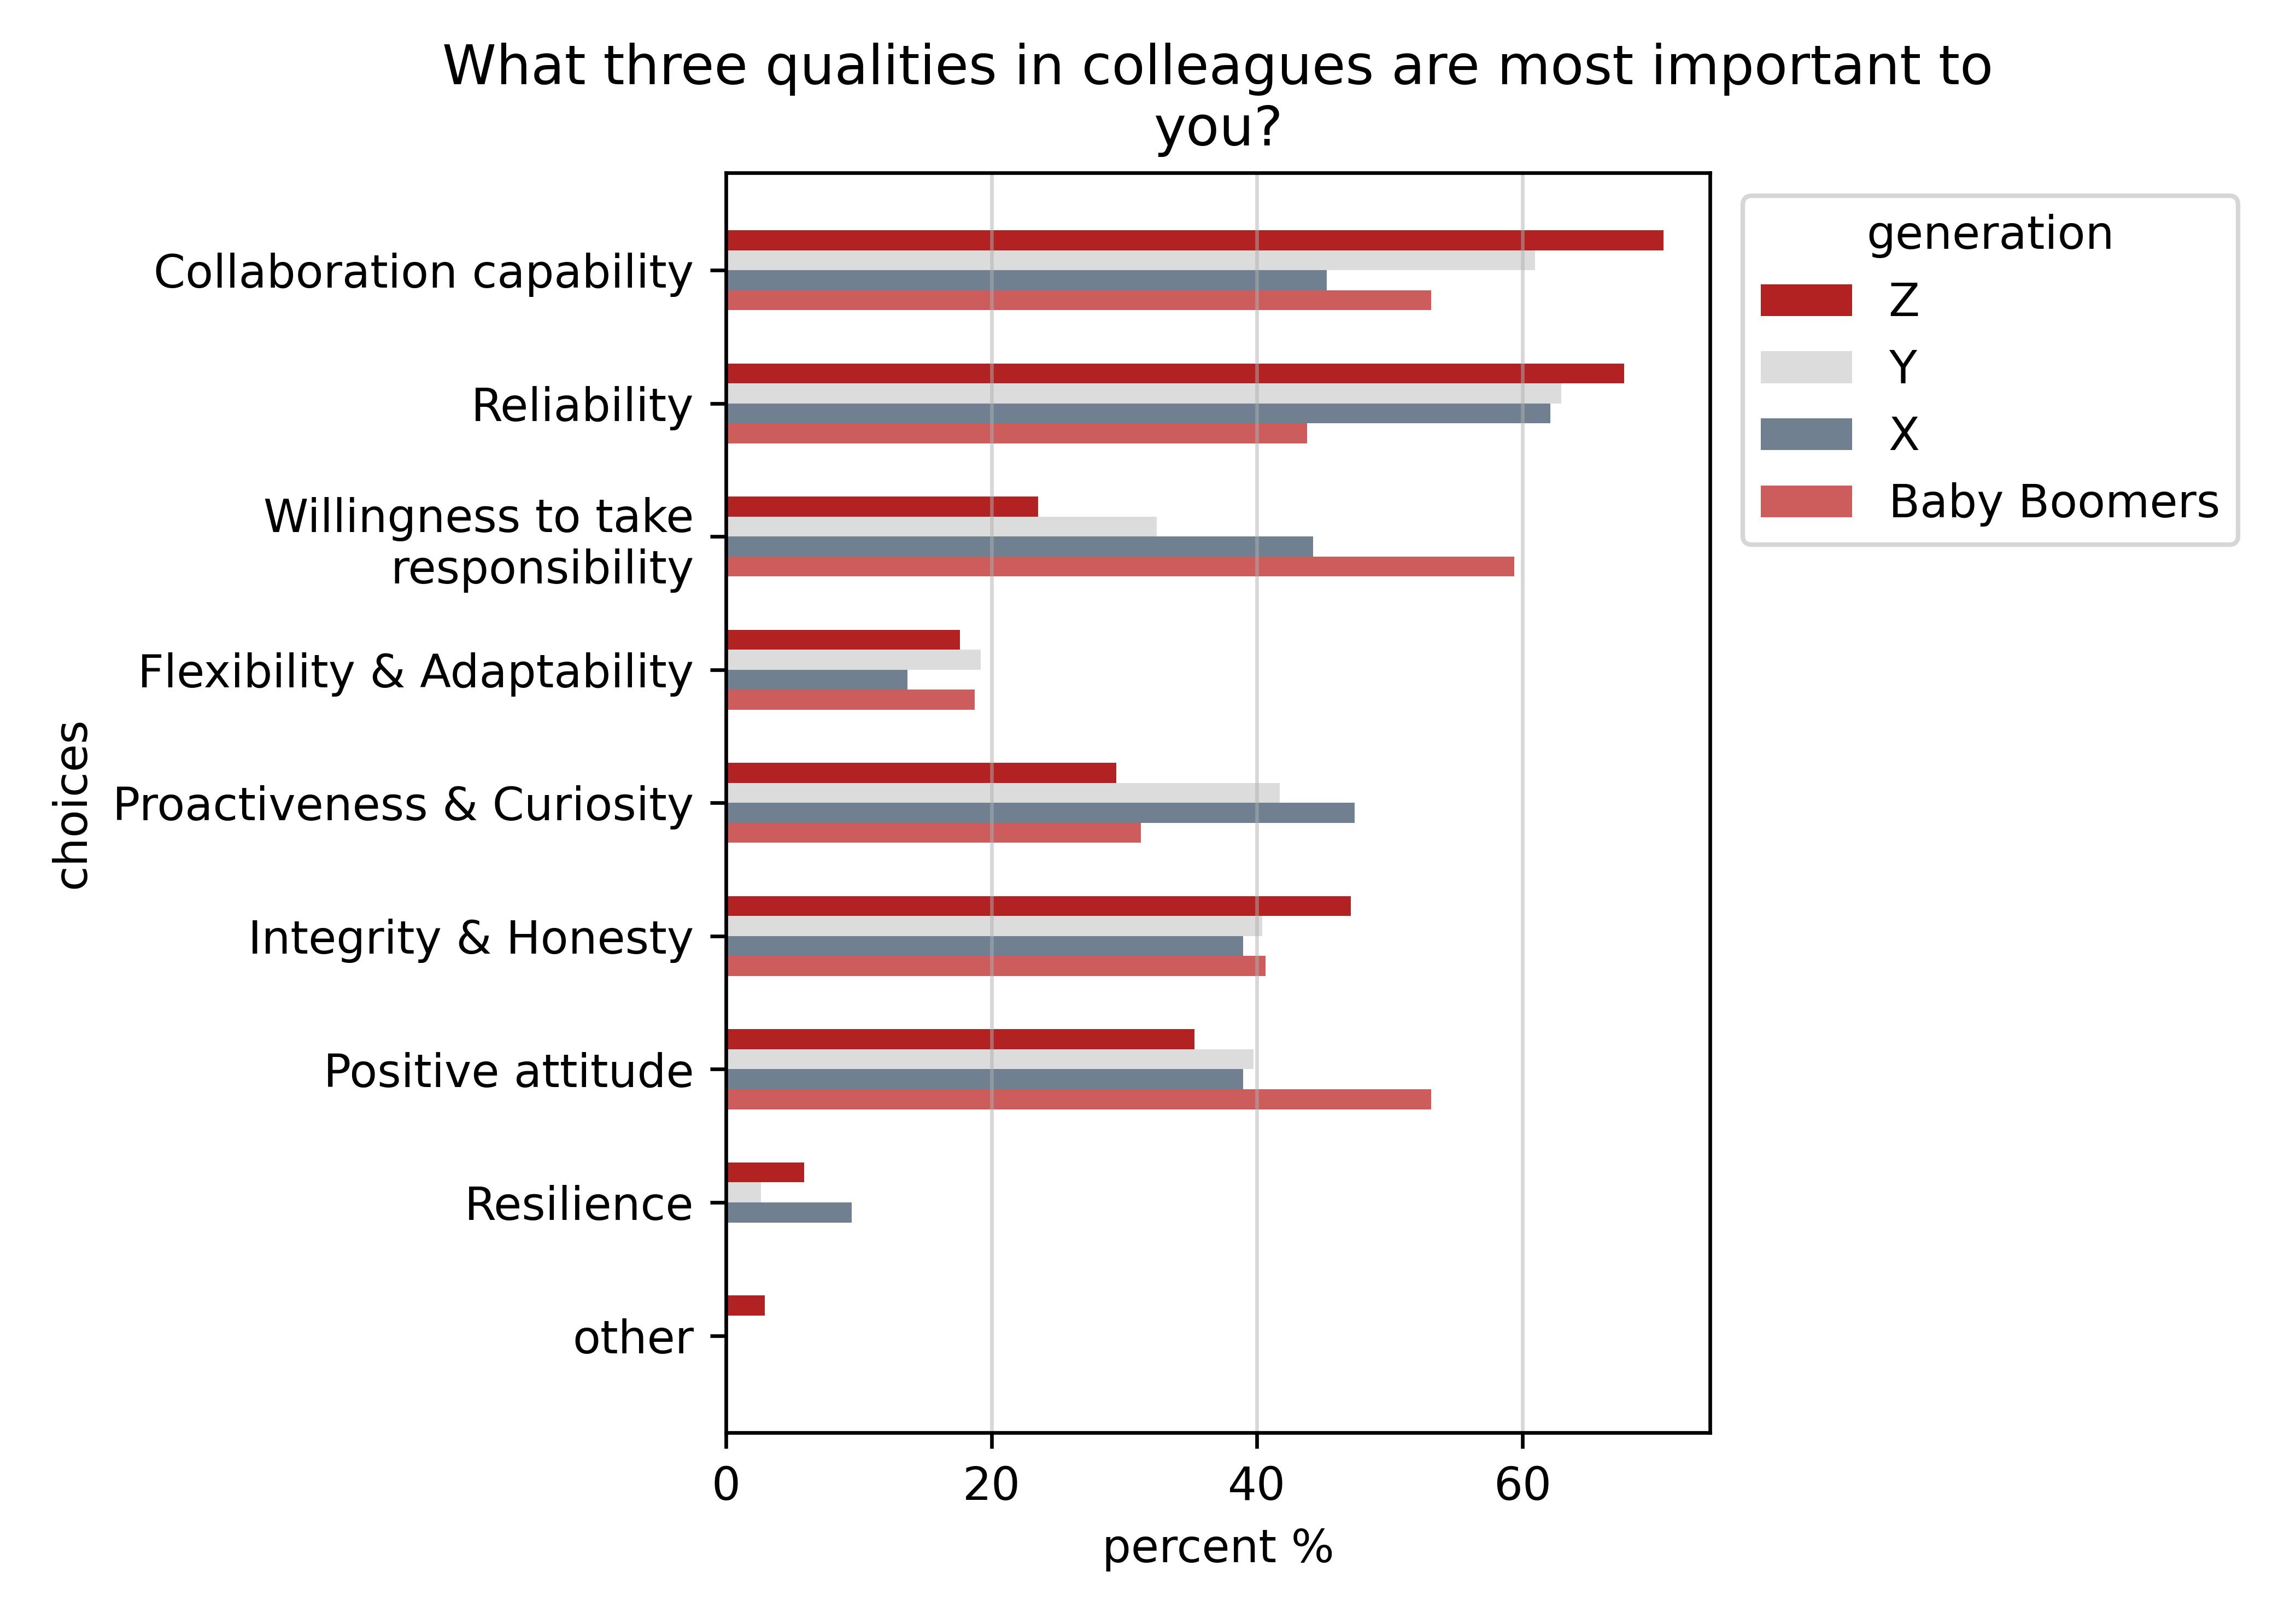 What three qualities in colleagues are most important to
you?
generation
Z
Y
X
Baby Boomers
choices
Collaboration capability
Reliability
Willingness to take
responsibility
Flexibility & Adaptability
Proactiveness & Curiosity
Integrity & Honesty
Positive attitude
Resilience
other
0 20 40 60
percent %